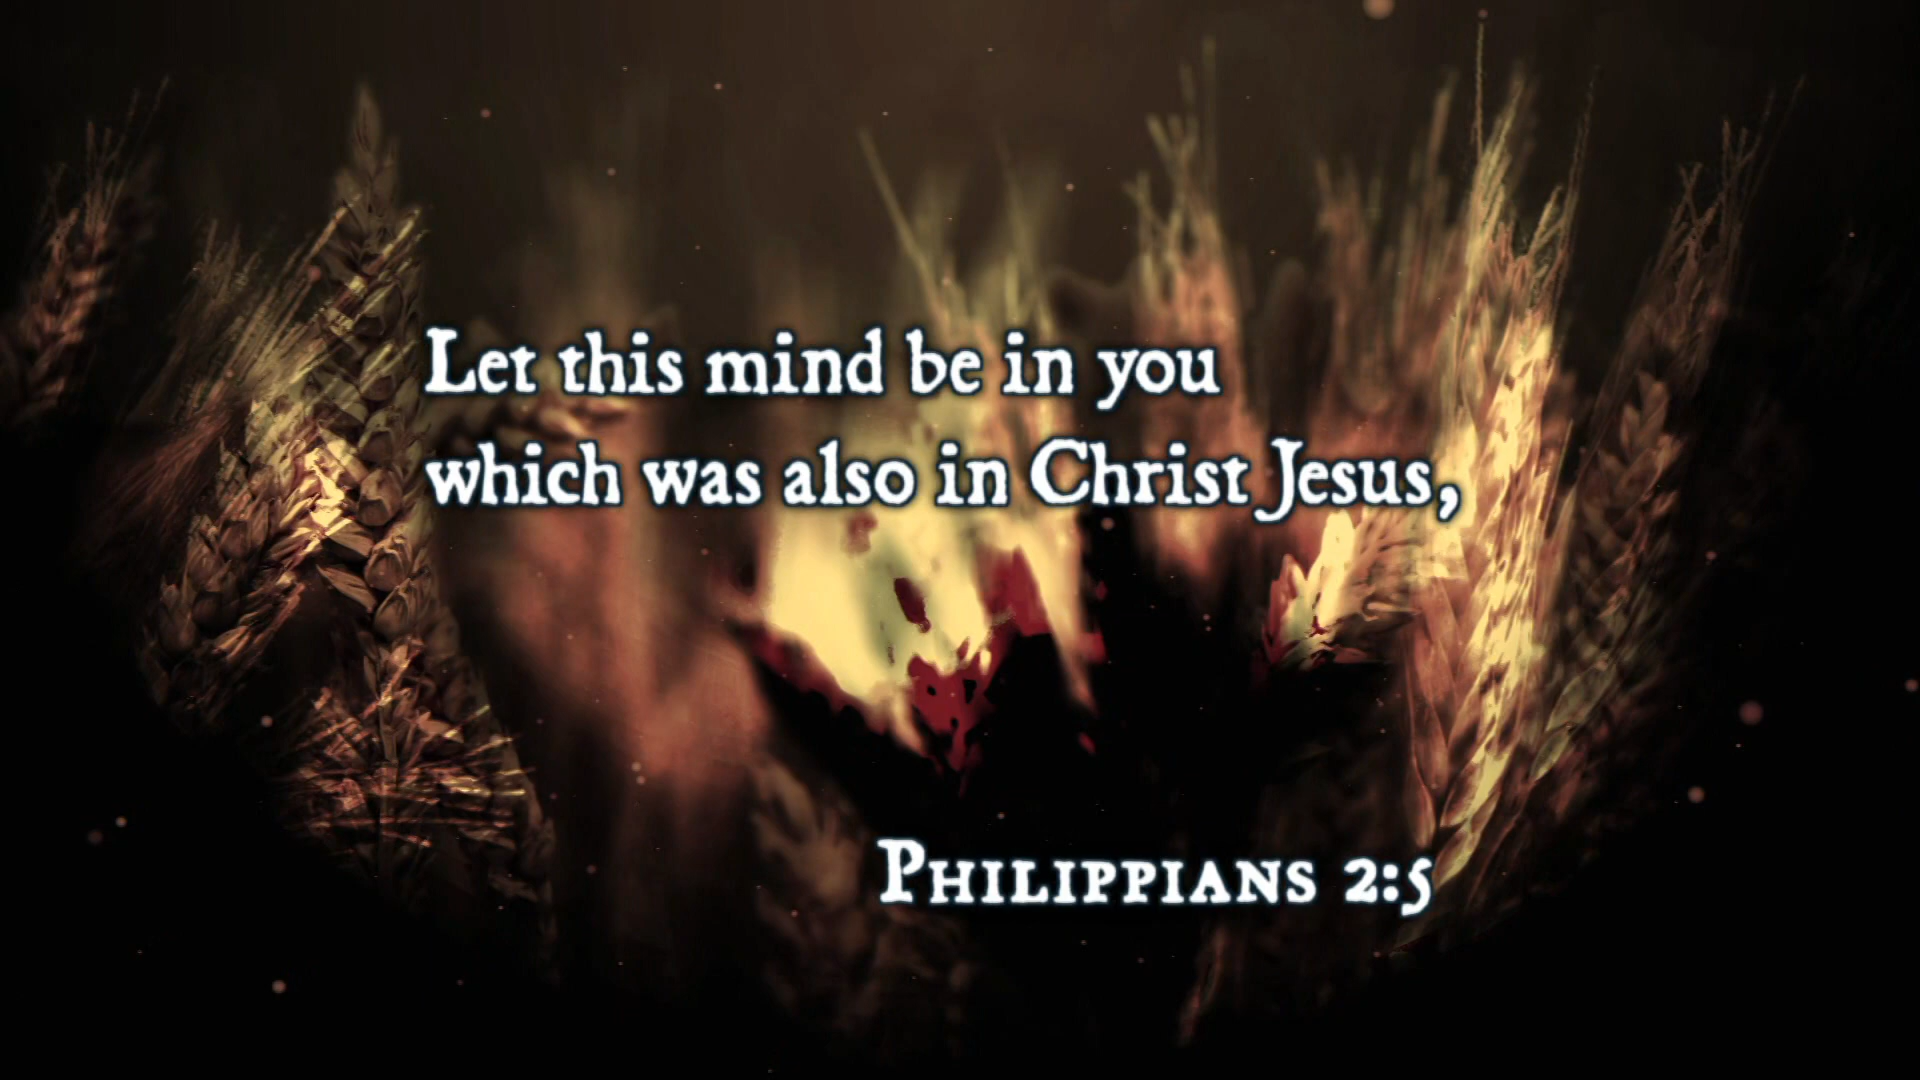 Let this mind be in you
which was also in Christ Jesus,
Philippians 2:5